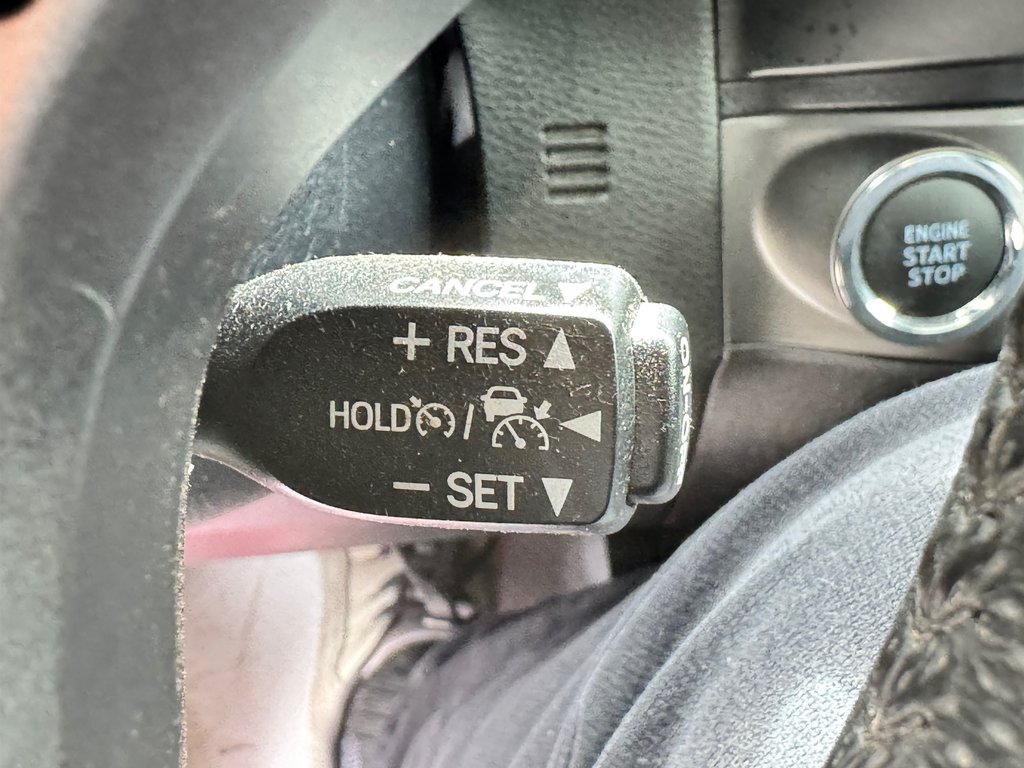 CANCEL
+ RES
HOLD /
− SET
ENGINE
START
STOP